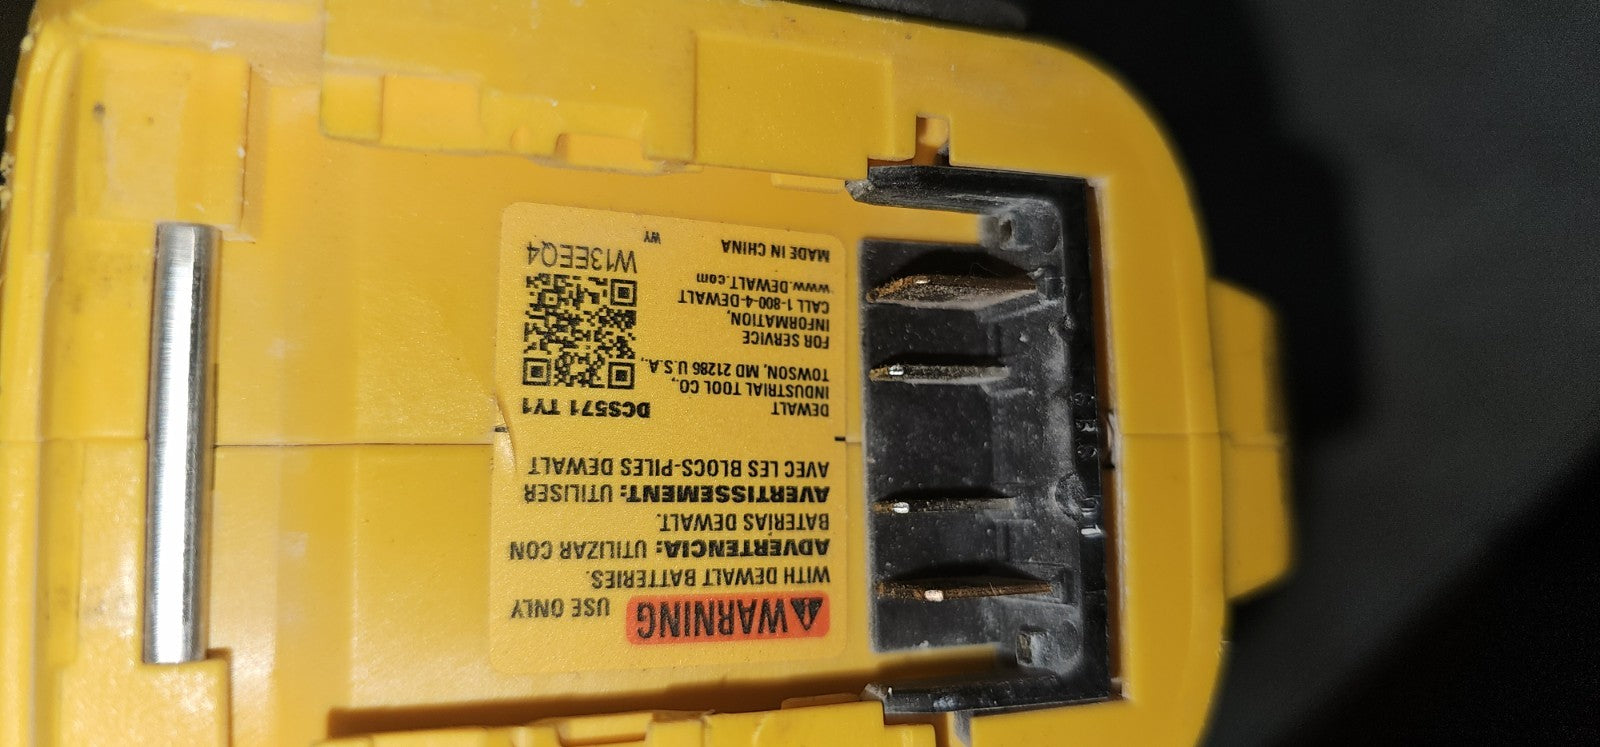 ⚠WARNING USE ONLY
WITH DEWALT BATTERIES.
ADVERTENCIA: UTILIZAR CON
BATERÍAS DEWALT.
AVERTISSEMENT: UTILISER
AVEC LES BLOCS-PILES DEWALT
DCS571 TY1
DEWALT
INDUSTRIAL TOOL CO.,
TOWSON, MD 21286 U.S.A.,
FOR SERVICE
INFORMATION,
CALL 1-800-4-DEWALT
www.DEWALT.com
MADE IN CHINA
WY
W13EEQ4